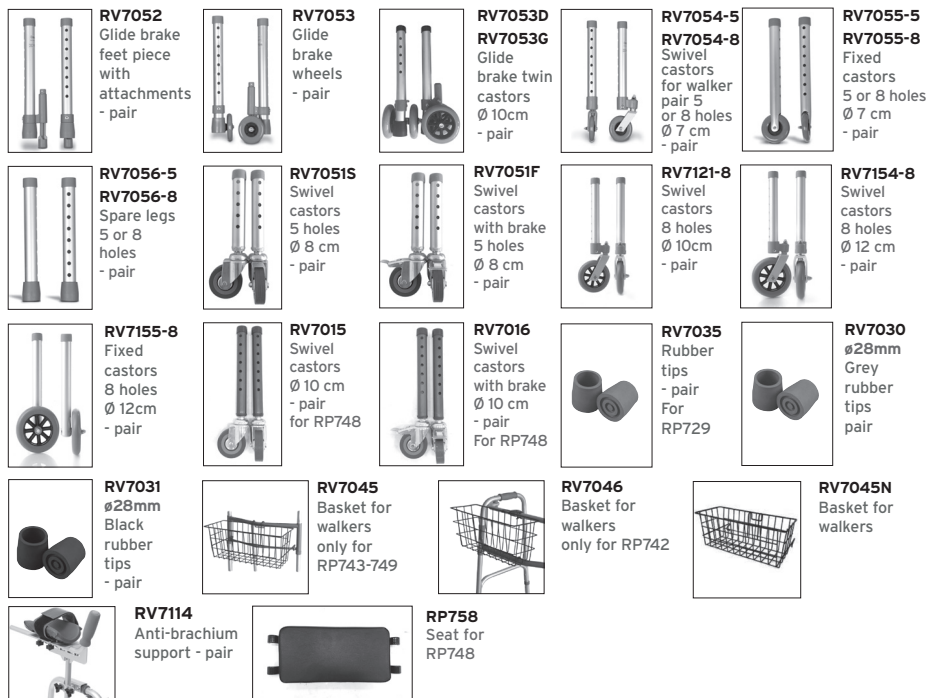 RV7052
Glide brake
feet piece
with
attachments
- pair
RV7053
Glide
brake
wheels
- pair
RV7053D
RV7053G
Glide
brake twin
castors
Ø 10cm
- pair
RV7054-5
RV7054-8
Swivel
castors
for walker
pair 5
or 8 holes
Ø 7 cm
- pair
RV7055-5
RV7055-8
Fixed
castors
5 or 8 holes
Ø 7 cm
- pair
RV7056-5
RV7056-8
Spare legs
5 or 8
holes
- pair
RV7051S
Swivel
castors
5 holes
Ø 8 cm
- pair
RV7051F
Swivel
castors
with brake
5 holes
Ø 8 cm
- pair
RV7121-8
Swivel
castors
8 holes
Ø 10cm
- pair
RV7154-8
Swivel
castors
8 holes
Ø 12 cm
- pair
RV7155-8
Fixed
castors
8 holes
Ø 12cm
- pair
RV7015
Swivel
castors
Ø 10 cm
- pair
for RP748
RV7016
Swivel
castors
with brake
Ø 10 cm
- pair
For RP748
RV7035
Rubber
tips
- pair
For
RP729
RV7030
ø28mm
Grey
rubber
tips
pair
RV7031
ø28mm
Black
rubber
tips
- pair
RV7045
Basket for
walkers
only for
RP743-749
RV7046
Basket for
walkers
only for RP742
RV7045N
Basket for
walkers
RV7114
Anti-brachium
support - pair
RP758
Seat for
RP748